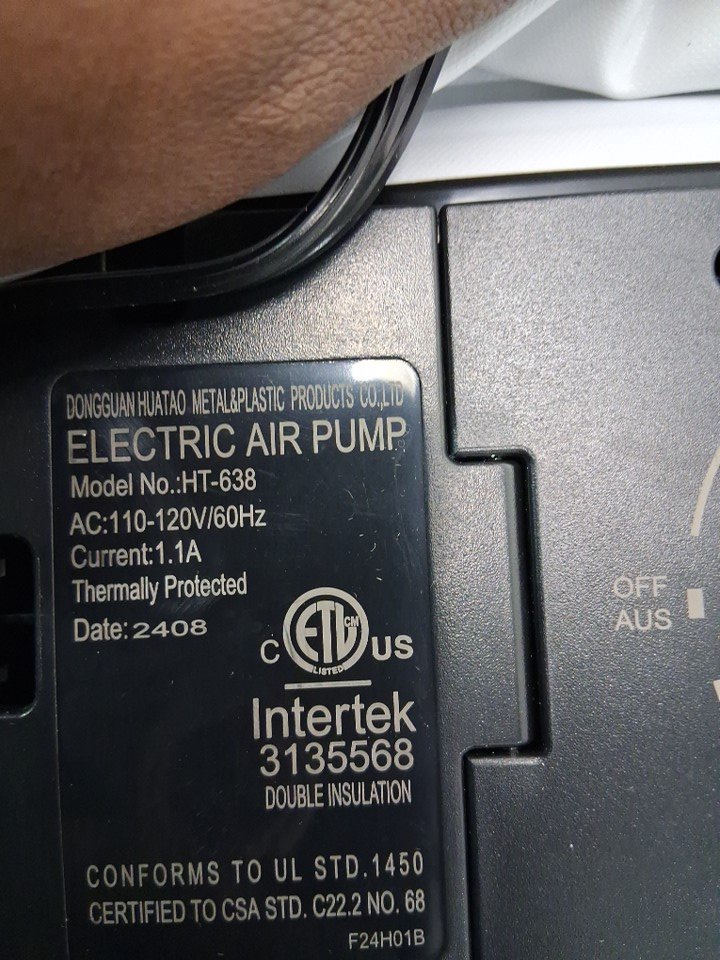 DONGGUAN HUATAO METAL&PLASTIC PRODUCTS CO.,LTD
ELECTRIC AIR PUMP
Model No.:HT-638
AC:110-120V/60Hz
Current:1.1A
Thermally Protected
Date:2408
C ETL CM US
LISTED
Intertek
3135568
DOUBLE INSULATION
CONFORMS TO UL STD.1450
CERTIFIED TO CSA STD. C22.2 NO. 68
F24H01B
OFF
AUS